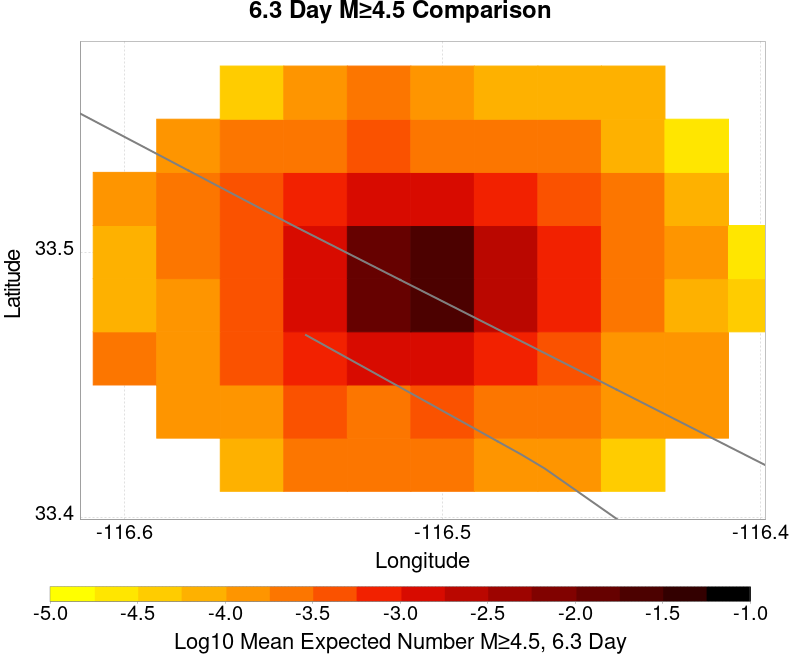 6.3 Day M≥4.5 Comparison
Latitude
33.5
33.4
-116.6 -116.5 -116.4
Longitude
-5.0 -4.5 -4.0 -3.5 -3.0 -2.5 -2.0 -1.5 -1.0
Log10 Mean Expected Number M≥4.5, 6.3 Day